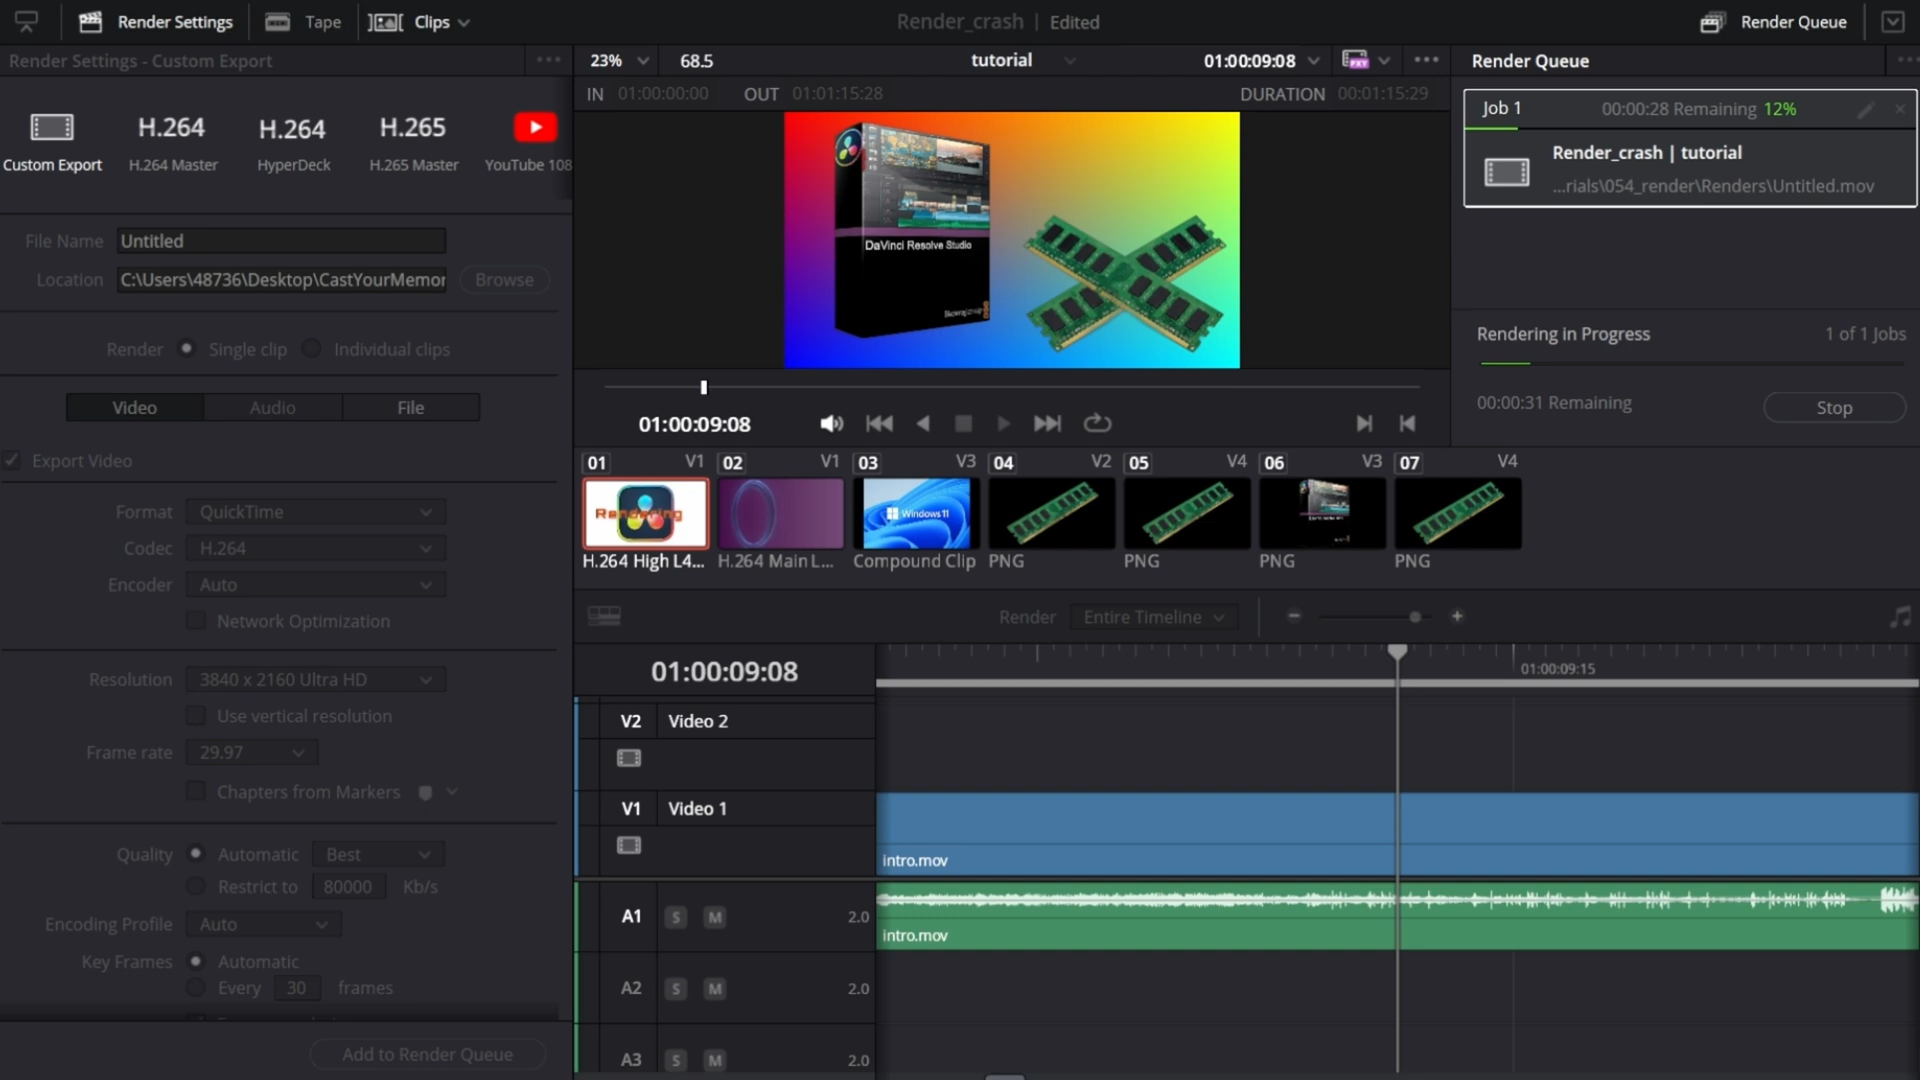 Render Settings
Tape
Clips
Render_crash | Edited
Render Queue
Render Settings - Custom Export
23%
68.5
tutorial
01:00:09:08
Render Queue
IN 01:00:00:00 OUT 01:01:15:28
DURATION 00:01:15:29
H.264
H.264
H.265
Custom Export
H.264 Master
HyperDeck
H.265 Master
YouTube 108
Job 1
00:00:28 Remaining 12%
Render_crash | tutorial
...rials\054_render\Renders\Untitled.mov
DaVinci Resolve Studio
File Name Untitled
Location C:\Users\48736\Desktop\CastYourMemor
Browse
Render Single clip Individual clips
Rendering in Progress
1 of 1 Jobs
00:00:31 Remaining
Stop
Video
Audio
File
01:00:09:08
Export Video
01 V1
02 V1
03 V3
04 V2
05 V4
06 V3
07 V4
Rendering
Windows 11
H.264 High L4...
H.264 Main L...
Compound Clip
PNG
PNG
PNG
PNG
Format QuickTime
Codec H.264
Encoder Auto
Network Optimization
Render Entire Timeline
Resolution 3840 x 2160 Ultra HD
Use vertical resolution
Frame rate 29.97
Chapters from Markers
01:00:09:08
01:00:09:15
V2 Video 2
V1 Video 1
intro.mov
Quality Automatic Best
Restrict to 80000 Kb/s
Encoding Profile Auto
Key Frames Automatic
Every 30 frames
A1 S M 2.0
intro.mov
A2 S M 2.0
A3 S M 2.0
Add to Render Queue